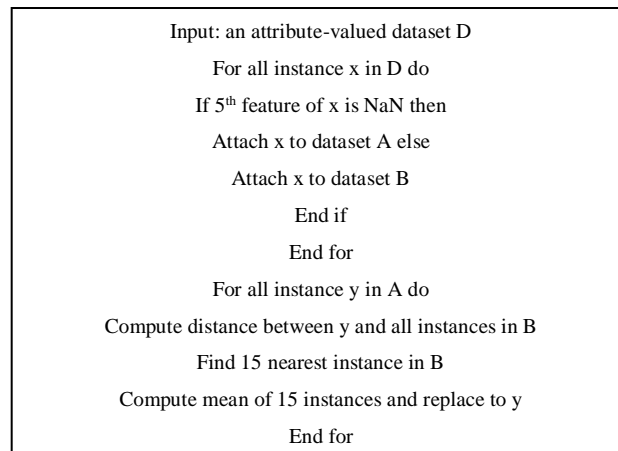 Input: an attribute-valued dataset D
For all instance x in D do
If 5th feature of x is NaN then
Attach x to dataset A else
Attach x to dataset B
End if
End for
For all instance y in A do
Compute distance between y and all instances in B
Find 15 nearest instance in B
Compute mean of 15 instances and replace to y
End for